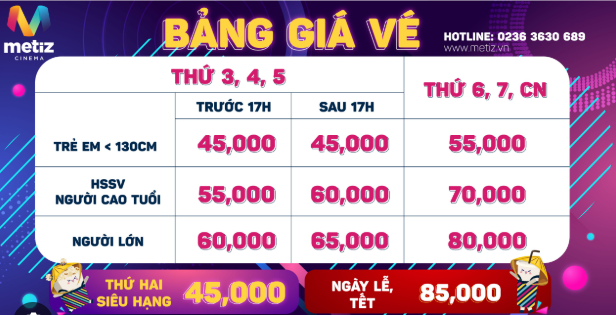 metiz
CINEMA
BẢNG GIÁ VÉ
HOTLINE: 0236 3630 689
www.metiz.vn
THỨ 3, 4, 5
THỨ 6, 7, CN
TRƯỚC 17H
SAU 17H
TRẺ EM < 130CM
45,000
45,000
55,000
HSSV
NGƯỜI CAO TUỔI
55,000
60,000
70,000
NGƯỜI LỚN
60,000
65,000
80,000
THỨ HAI
SIÊU HẠNG
45,000
NGÀY LỄ,
TẾT
85,000